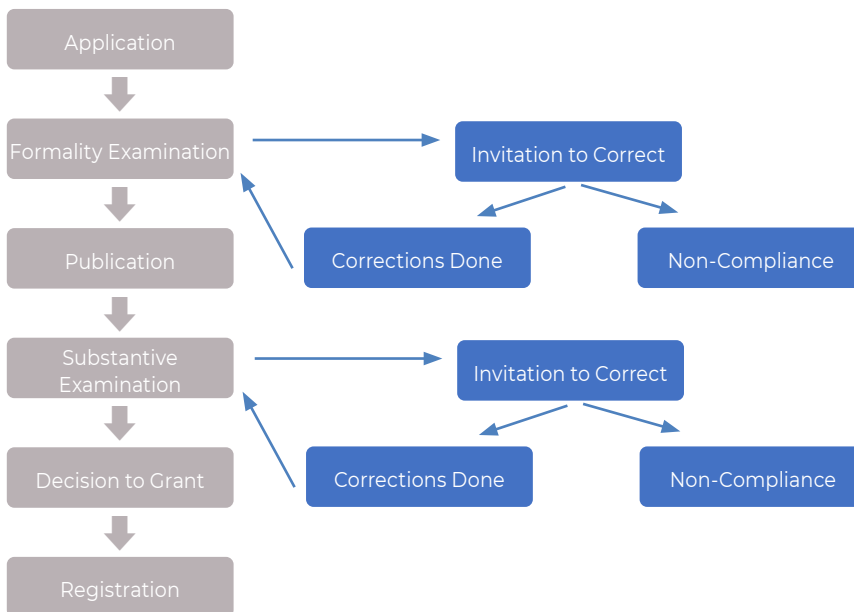 Application
Formality Examination
Invitation to Correct
Publication
Corrections Done
Non-Compliance
Substantive
Examination
Invitation to Correct
Decision to Grant
Corrections Done
Non-Compliance
Registration